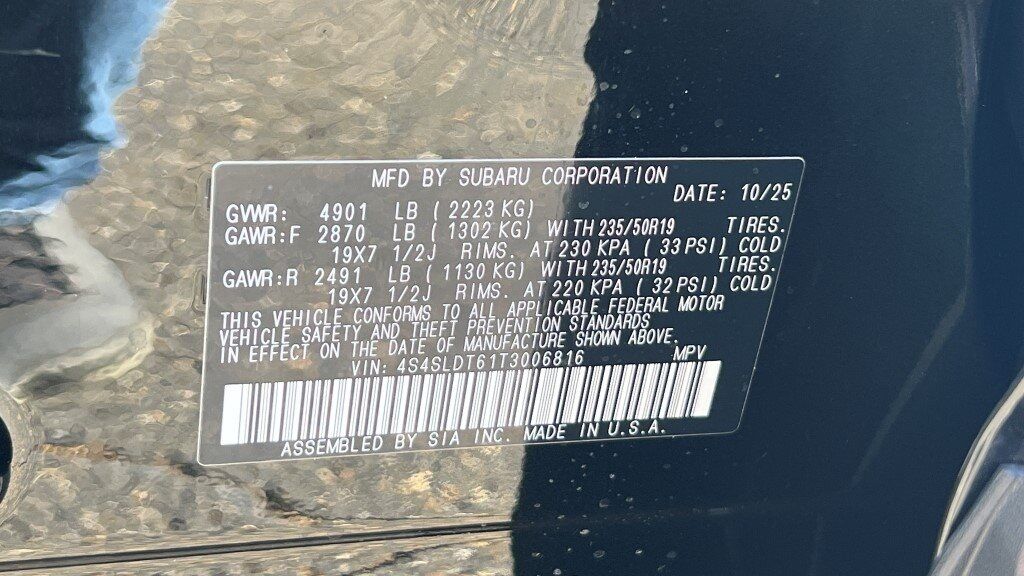 MFD BY SUBARU CORPORATION
DATE: 10/25
GVWR: 4901 LB (2223 KG)
GAWR:F 2870 LB (1302 KG) WITH 235/50R19 TIRES.
19X7 1/2J RIMS. AT 230 KPA (33 PSI) COLD
GAWR:R 2491 LB (1130 KG) WITH 235/50R19 TIRES.
19X7 1/2J RIMS. AT 220 KPA (32 PSI) COLD
THIS VEHICLE CONFORMS TO ALL APPLICABLE FEDERAL MOTOR
VEHICLE SAFETY AND THEFT PREVENTION STANDARDS
IN EFFECT ON THE DATE OF MANUFACTURE SHOWN ABOVE.
VIN: 4S4SLDT61T3006816 MPV
ASSEMBLED BY SIA INC. MADE IN U.S.A.